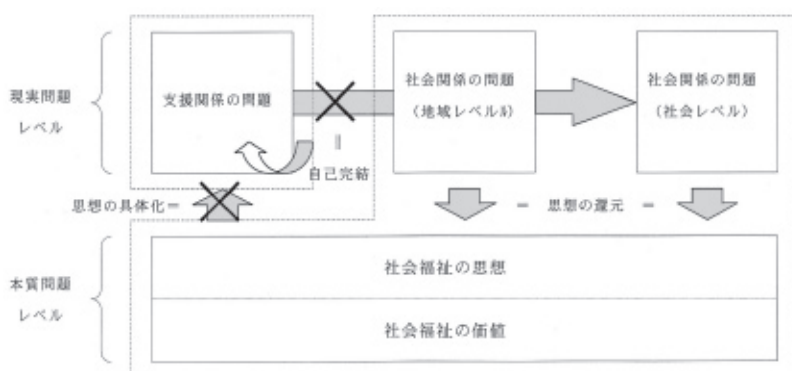 現実問題
レベル
支援関係の問題
社会関係の問題
(地域レベル)
社会関係の問題
(社会レベル)
=
自己完結
思想の具体化=
= 思想の還元 =
本質問題
レベル
社会福祉の思想
社会福祉の価値